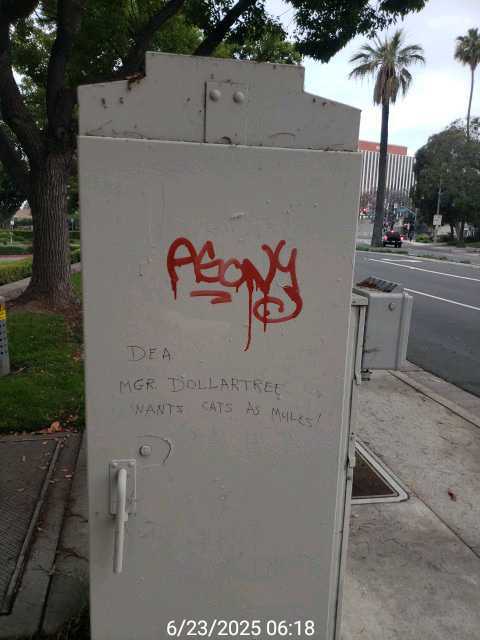 AGONY
DEA
MGR DOLLARTREE
WANTS CATS AS MULES!
6/23/2025 06:18